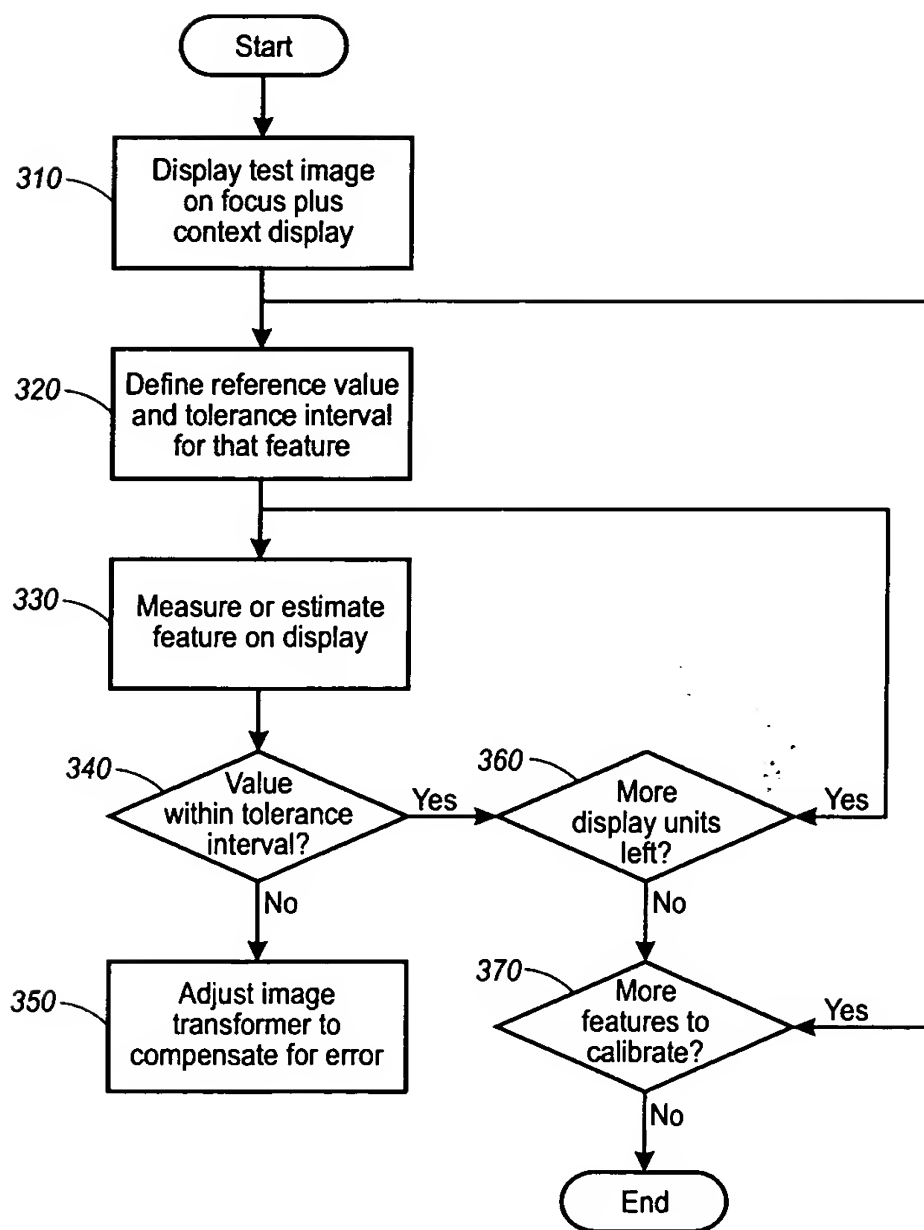 Start
310
Display test image
on focus plus
context display
320
Define reference value
and tolerance interval
for that feature
330
Measure or estimate
feature on display
340
Value
within tolerance
interval?
Yes
No
350
Adjust image
transformer to
compensate for error
360
More
display units
left?
Yes
No
370
More
features to
calibrate?
Yes
No
End